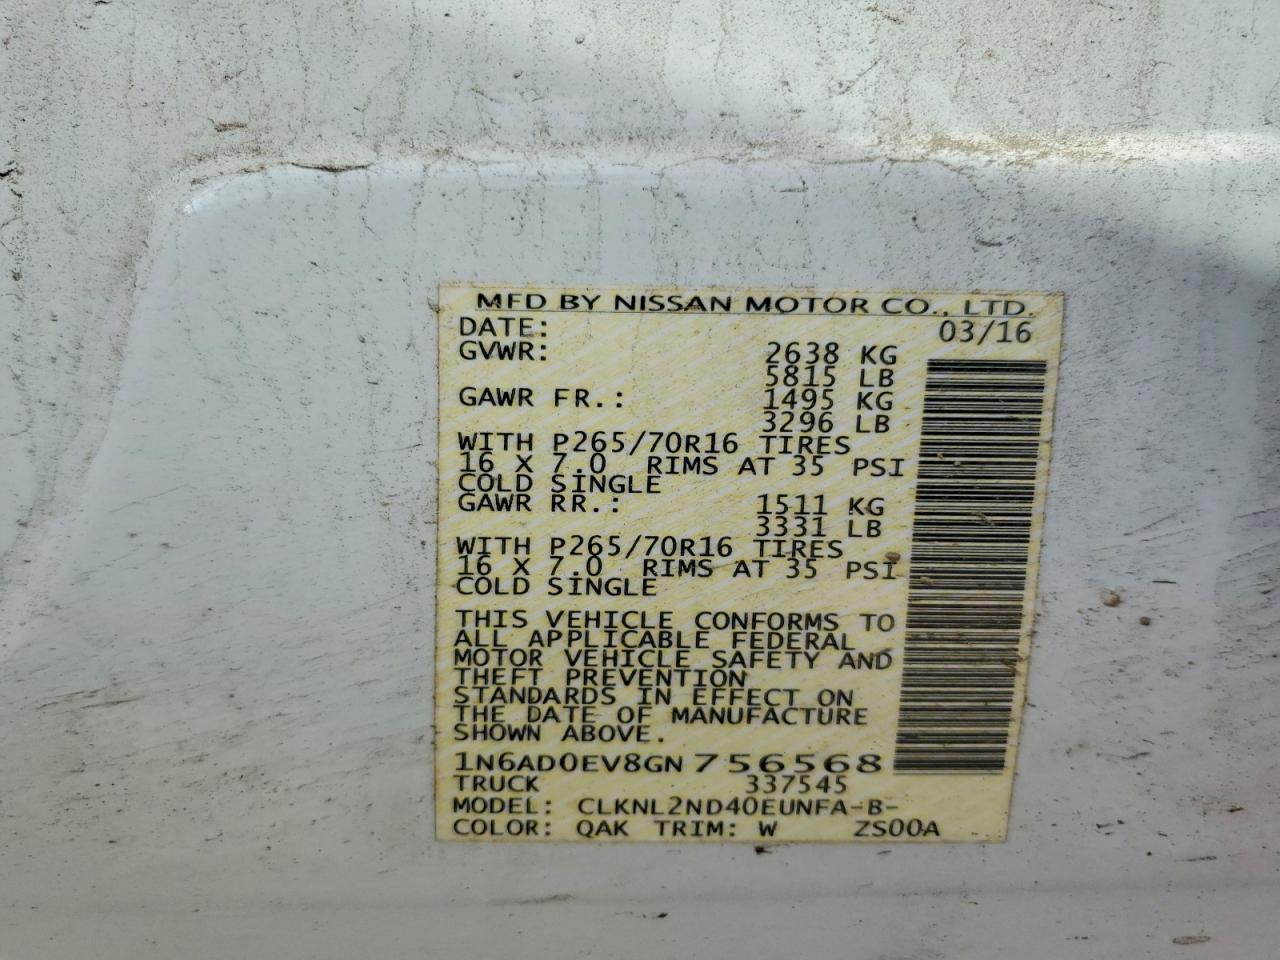 MFD BY NISSAN MOTOR CO., LTD.
DATE: 03/16
GVWR: 2638 KG
5815 LB
GAWR FR.: 1495 KG
3296 LB
WITH P265/70R16 TIRES
16 X 7.0 RIMS AT 35 PSI
COLD SINGLE
GAWR RR.: 1511 KG
3331 LB
WITH P265/70R16 TIRES
16 X 7.0 RIMS AT 35 PSI
COLD SINGLE
THIS VEHICLE CONFORMS TO
ALL APPLICABLE FEDERAL
MOTOR VEHICLE SAFETY AND
THEFT PREVENTION
STANDARDS IN EFFECT ON
THE DATE OF MANUFACTURE
SHOWN ABOVE.
1N6AD0EV8GN756568
TRUCK 337545
MODEL: CLKNL2ND40EUNFA-B-
COLOR: QAK TRIM: W ZS00A